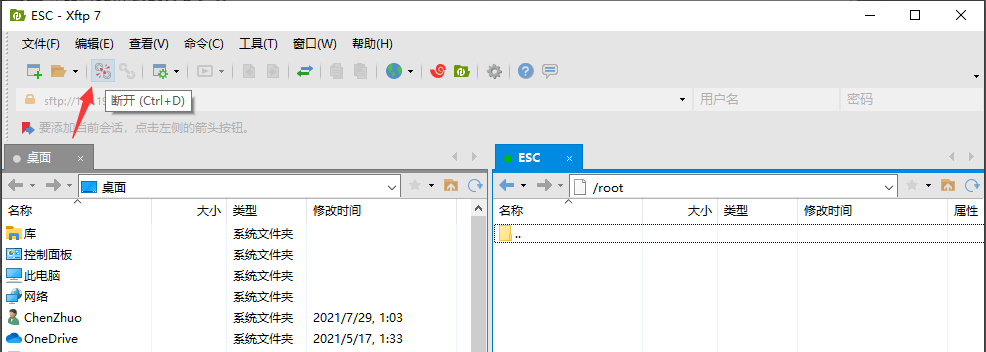 ESC - Xftp 7
文件(F) 编辑(E) 查看(V) 命令(C) 工具(T) 窗口(W) 帮助(H)
断开 (Ctrl+D)
用户名 密码
要添加当前会话，点击左侧的箭头按钮。
桌面 ESC
桌面 /root
名称 大小 类型 修改时间 名称 大小 类型 修改时间 属性
库 系统文件夹 ..
控制面板 系统文件夹
此电脑 系统文件夹
网络 系统文件夹
ChenZhuo 系统文件夹 2021/7/29, 1:03
OneDrive 系统文件夹 2021/5/17, 1:33